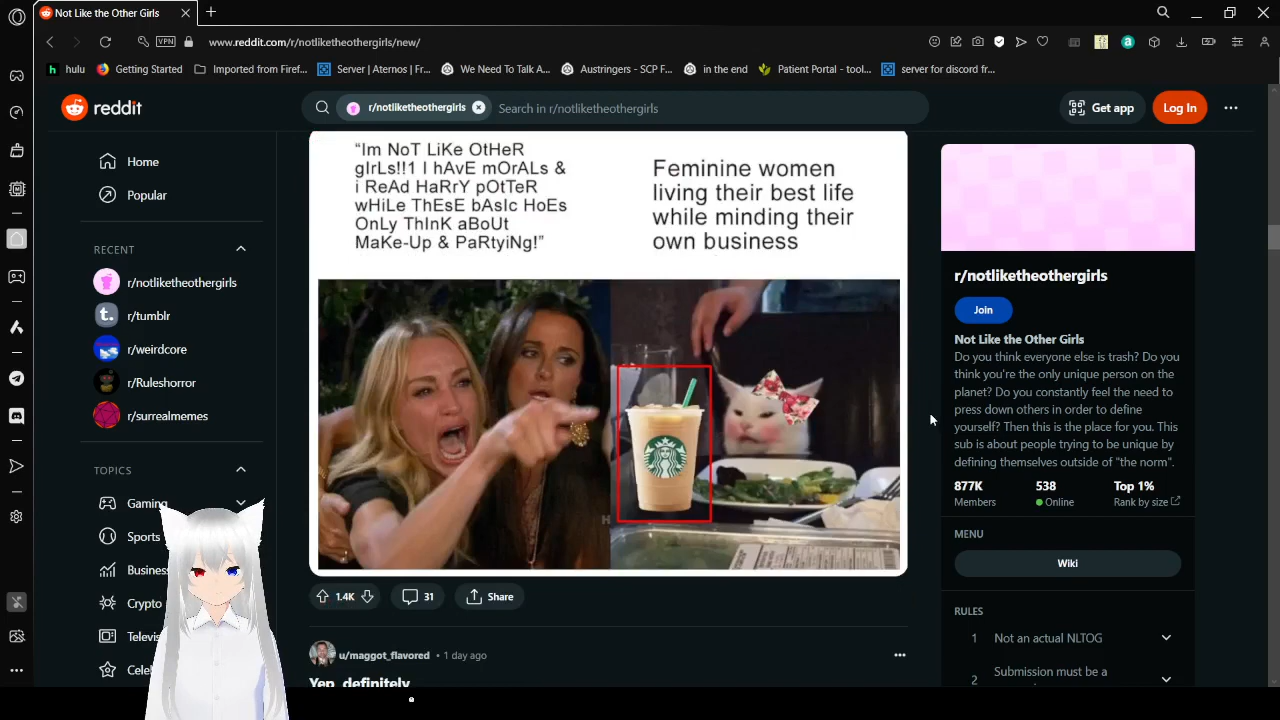 Not Like the Other Girls
VPN
www.reddit.com/r/notliketheothergirls/new/
hulu
Getting Started
Imported from Firef...
Server | Aternos | Fr...
We Need To Talk A...
Austringers - SCP F...
in the end
Patient Portal - tool...
server for discord fr...
reddit
r/notliketheothergirls
Search in r/notliketheothergirls
Get app
Log In
Home
Popular
RECENT
r/notliketheothergirls
r/tumblr
r/weirdcore
r/Ruleshorror
r/surrealmemes
TOPICS
Gaming
Sports
Business
Crypto
“Im NoT LiKe OtHeR
gIrLs!!1 I hAvE mOrALs &
i ReAd HaRrY pOtTeR
wHiLe ThEsE bAsIc HoEs
OnLy ThInK aBoUt
MaKe-Up & PaRtyiNg!”
Feminine women
living their best life
while minding their
own business
1.4K
31
Share
u/maggot_flavored • 1 day ago
Yep, definitely
r/notliketheothergirls
Join
Not Like the Other Girls
Do you think everyone else is trash? Do you
think you're the only unique person on the
planet? Do you constantly feel the need to
press down others in order to define
yourself? Then this is the place for you. This
sub is about people trying to be unique by
defining themselves outside of "the norm".
877K
Members
538
Online
Top 1%
Rank by size
MENU
Wiki
RULES
1 Not an actual NLTOG
2 Submission must be a